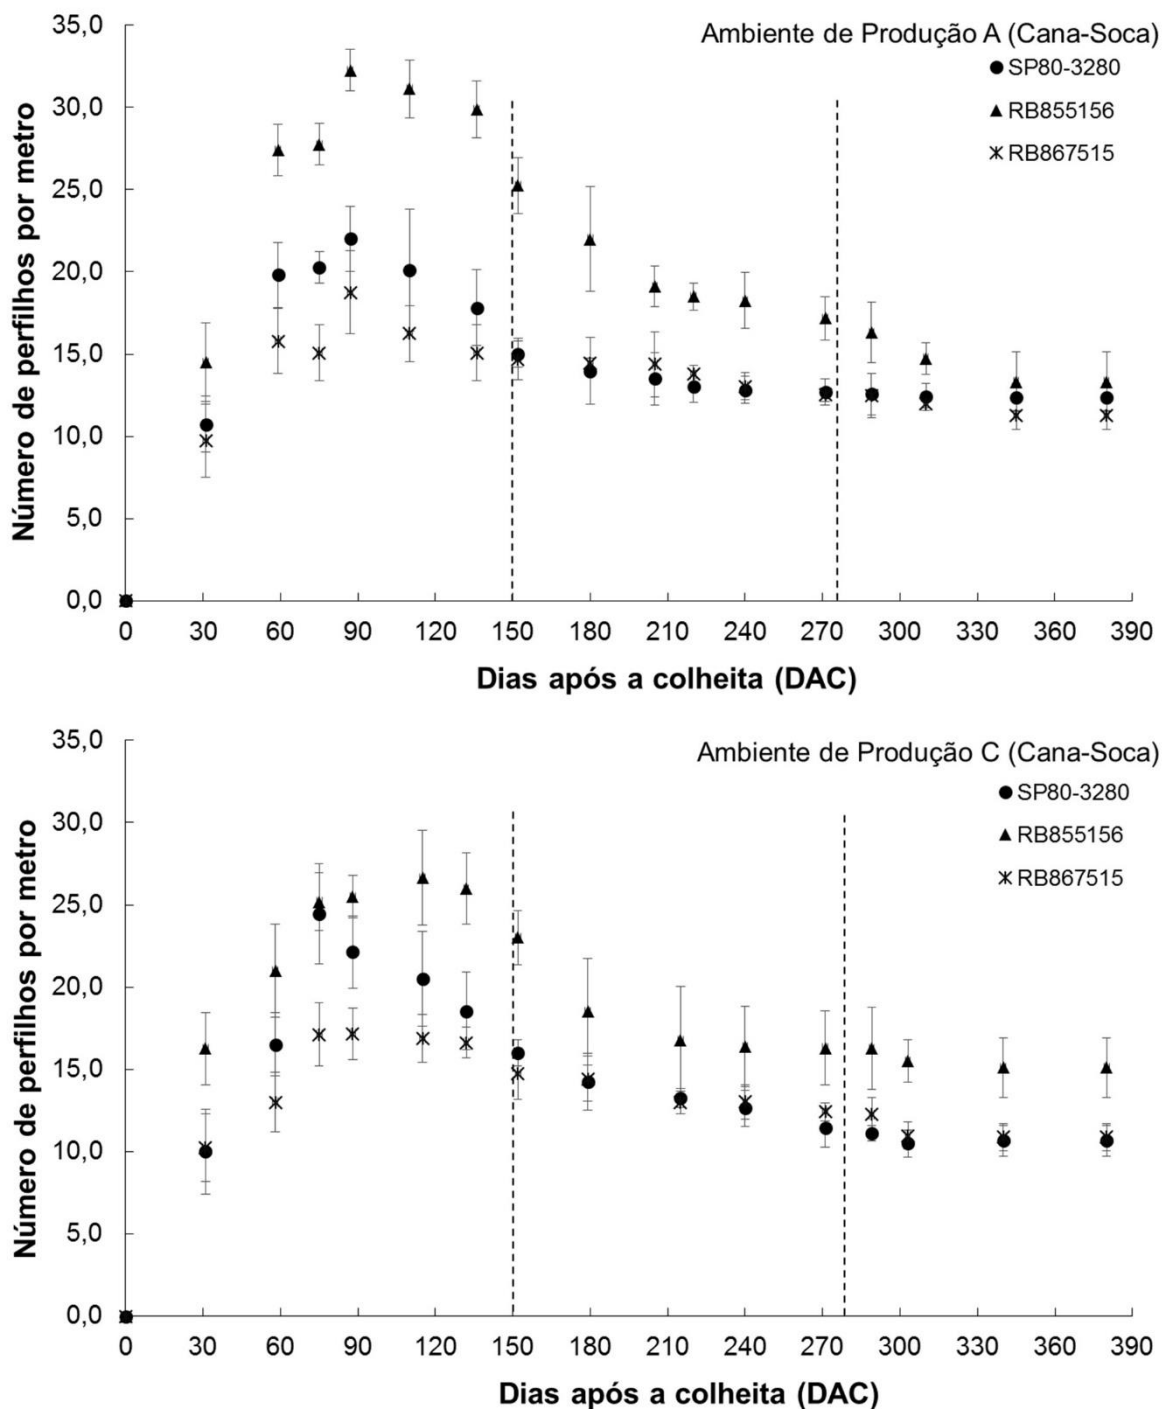 35,0
30,0
25,0
20,0
15,0
10,0
5,0
0,0
Número de perfilhos por metro
Ambiente de Produção A (Cana-Soca)
SP80-3280
RB855156
RB867515
0 30 60 90 120 150 180 210 240 270 300 330 360 390
Dias após a colheita (DAC)
35,0
30,0
25,0
20,0
15,0
10,0
5,0
0,0
Número de perfilhos por metro
Ambiente de Produção C (Cana-Soca)
SP80-3280
RB855156
RB867515
0 30 60 90 120 150 180 210 240 270 300 330 360 390
Dias após a colheita (DAC)